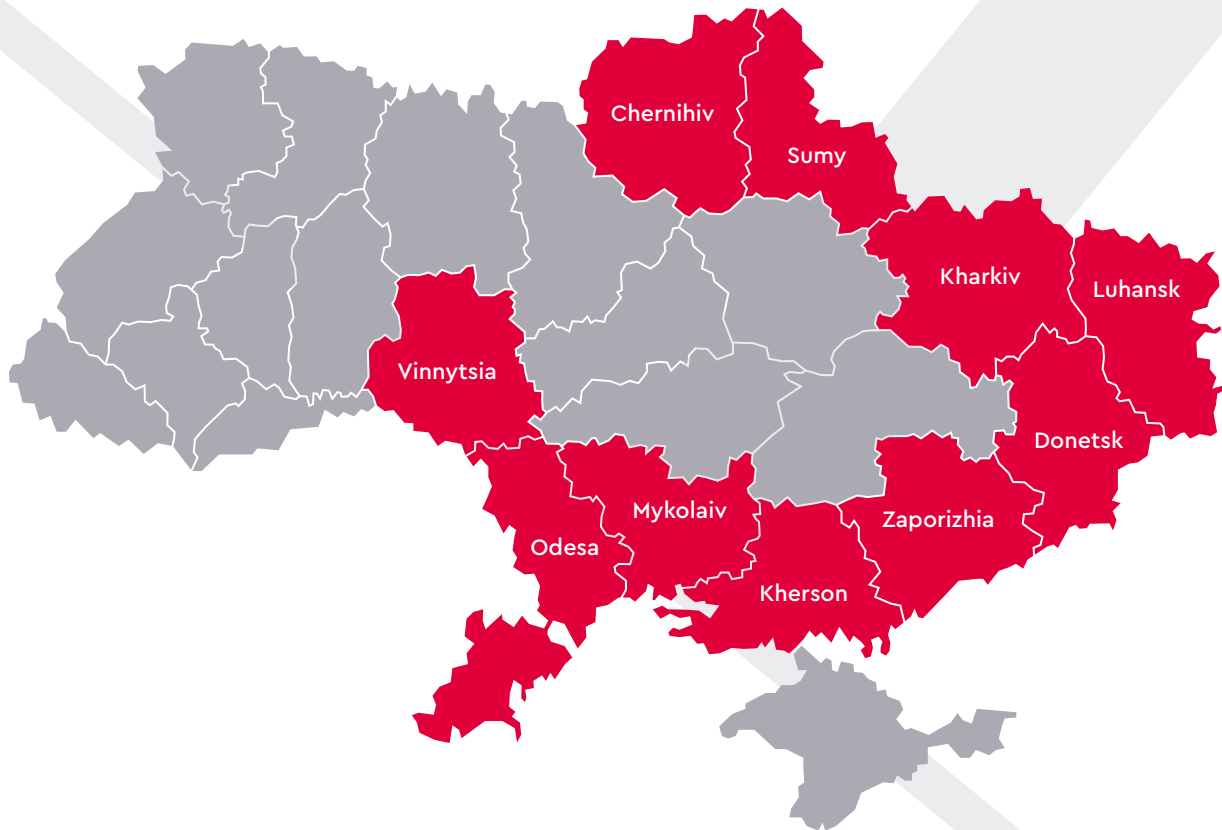 Chernihiv
Sumy
Kharkiv
Luhansk
Vinnytsia
Donetsk
Mykolaiv
Zaporizhia
Odesa
Kherson